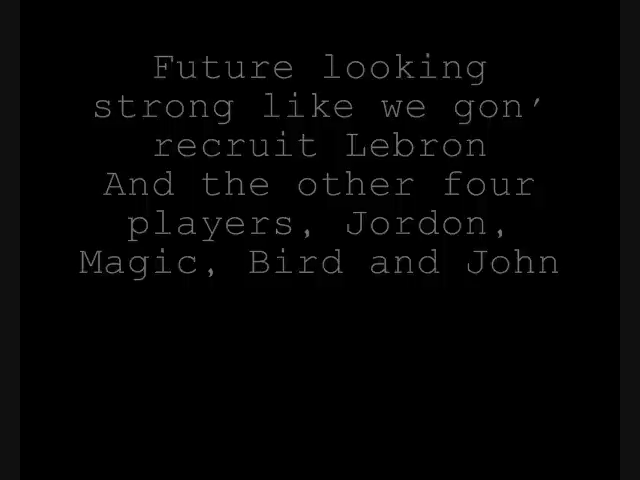 Future looking
strong like we gon'
recruit Lebron
And the other four
players, Jordon,
Magic, Bird and John